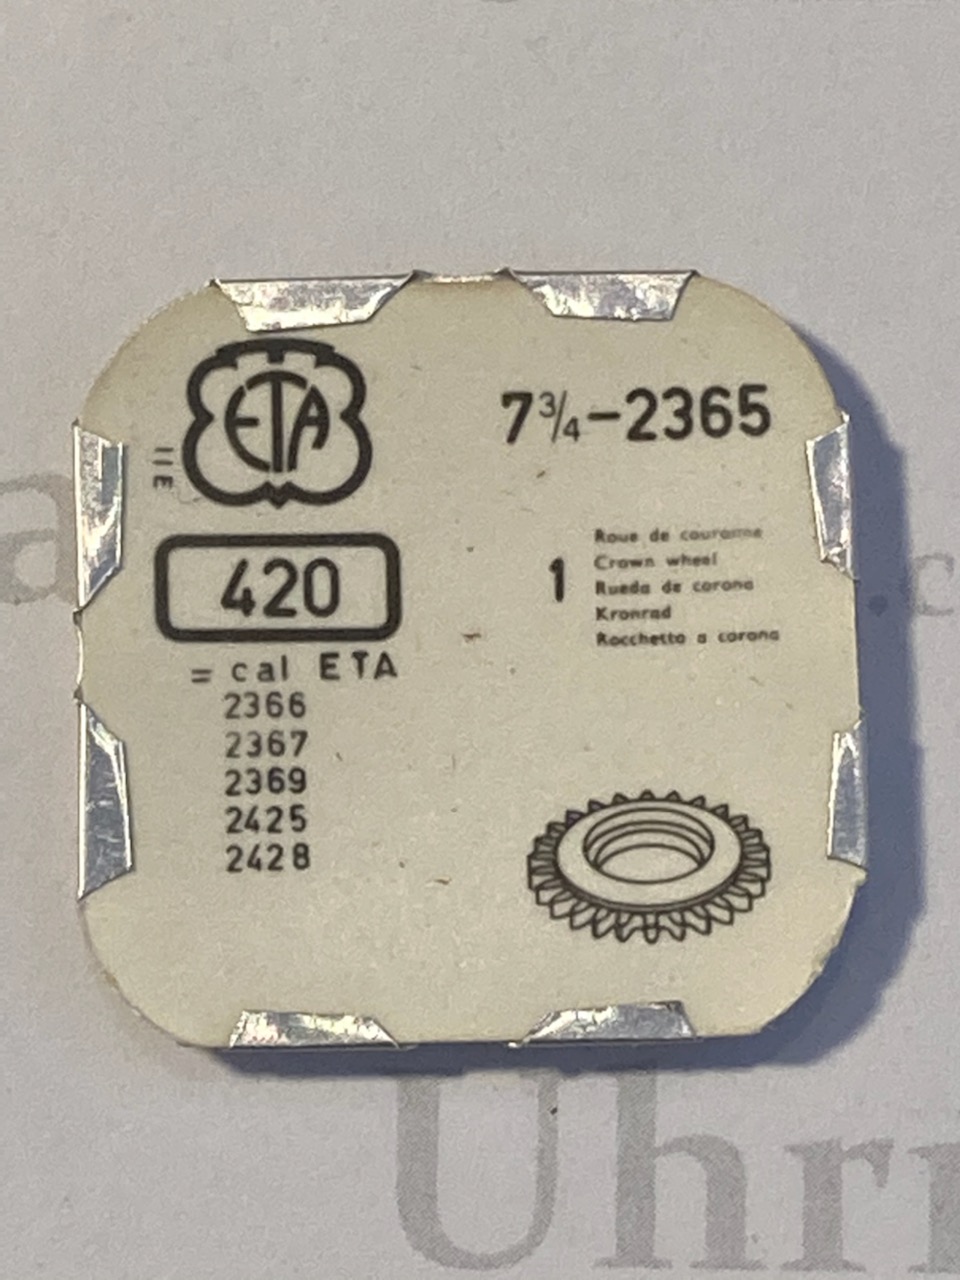 ETA
7¾-2365
= E
420
1
Roue de couronne
Crown wheel
Rueda de corona
Kronrad
Rocchetto a corona
= cal ETA
2366
2367
2369
2425
2428
Uhr